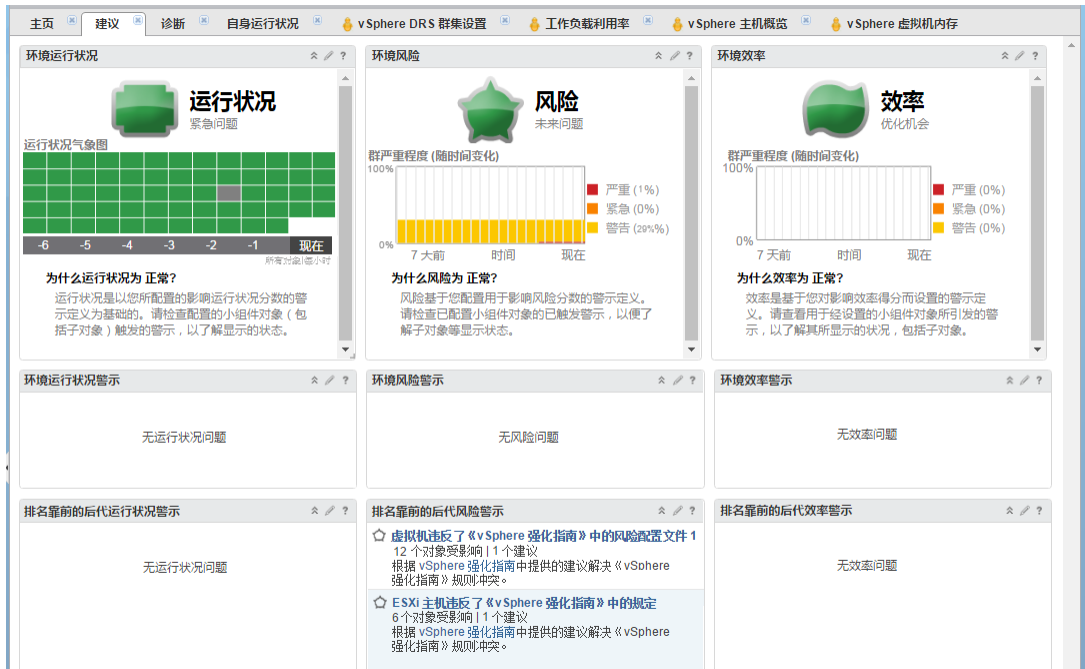 主页 建议 诊断 自身运行状况 vSphere DRS 群集设置 工作负载利用率 vSphere 主机概览 vSphere 虚拟机内存
环境运行状况
运行状况
紧急问题
运行状况气象图
-6 -5 -4 -3 -2 -1 现在
所有对象/每小时
为什么运行状况为 正常?
运行状况是以您所配置的影响运行状况分数的警
示定义为基础的。请检查配置的小组件对象（包
括子对象）触发的警示，以了解显示的状态。
环境风险
风险
未来问题
群严重程度 (随时间变化)
100%
严重 (1%)
紧急 (0%)
警告 (29%%)
0%
7 天前 时间 现在
为什么风险为 正常?
风险基于您配置用于影响风险分数的警示定义。
请检查已配置小组件对象的已触发警示，以便了
解子对象等显示状态。
环境效率
效率
优化机会
群严重程度 (随时间变化)
100%
严重 (0%)
紧急 (0%)
警告 (0%)
0%
7 天前 时间 现在
为什么效率为 正常?
效率是基于您对影响效率得分而设置的警示定
义。请查看用于经设置的小组件对象所引发的警
示，以了解其所显示的状况，包括子对象。
环境运行状况警示
无运行状况问题
环境风险警示
无风险问题
环境效率警示
无效率问题
排名靠前的后代运行状况警示
无运行状况问题
排名靠前的后代风险警示
虚拟机违反了《vSphere 强化指南》中的风险配置文件 1
12 个对象受影响 | 1 个建议
根据 vSphere 强化指南中提供的建议解决《vSphere
强化指南》规则冲突。
ESXi 主机违反了《vSphere 强化指南》中的规定
6 个对象受影响 | 1 个建议
根据 vSphere 强化指南中提供的建议解决《vSphere
强化指南》规则冲突。
排名靠前的后代效率警示
无效率问题